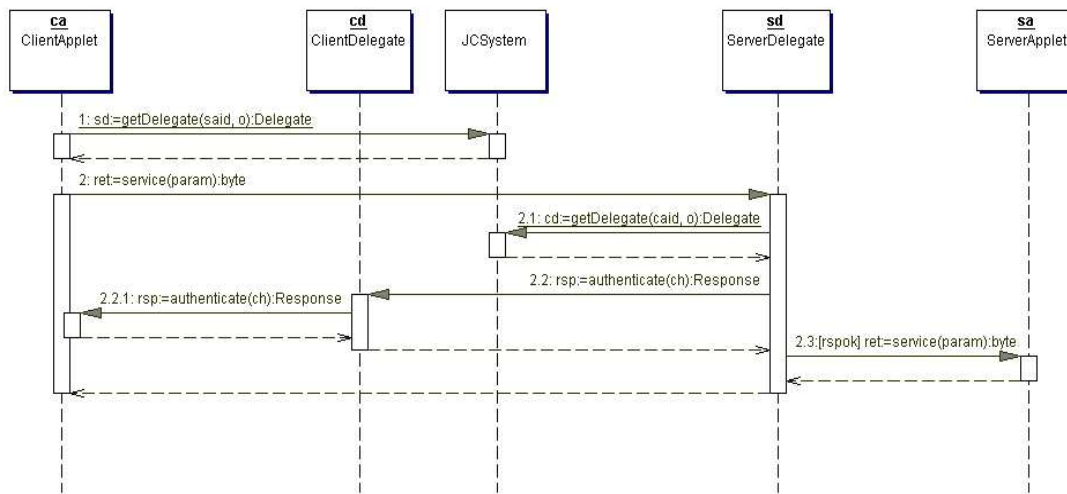 ca
ClientApplet
cd
ClientDelegate
JCSystem
sd
ServerDelegate
sa
ServerApplet
1: sd:=getDelegate(said, o):Delegate
2: ret:=service(param):byte
2.1: cd:=getDelegate(caid, o):Delegate
2.2: rsp:=authenticate(ch):Response
2.2.1: rsp:=authenticate(ch):Response
2.3:[rspok] ret:=service(param):byte